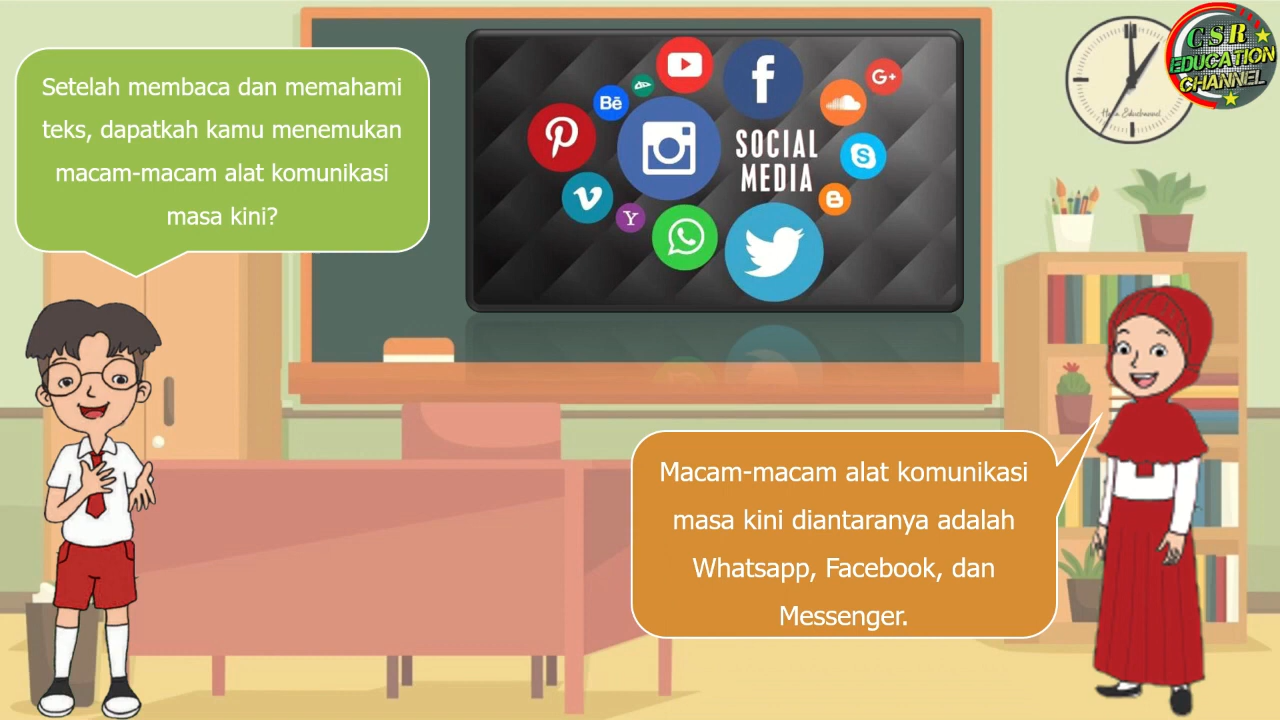 Setelah membaca dan memahami
teks, dapatkah kamu menemukan
macam-macam alat komunikasi
masa kini?
SOCIAL
MEDIA
Bē
Y
G+
GSR
EDUCATION
CHANNEL
Macam-macam alat komunikasi
masa kini diantaranya adalah
Whatsapp, Facebook, dan
Messenger.